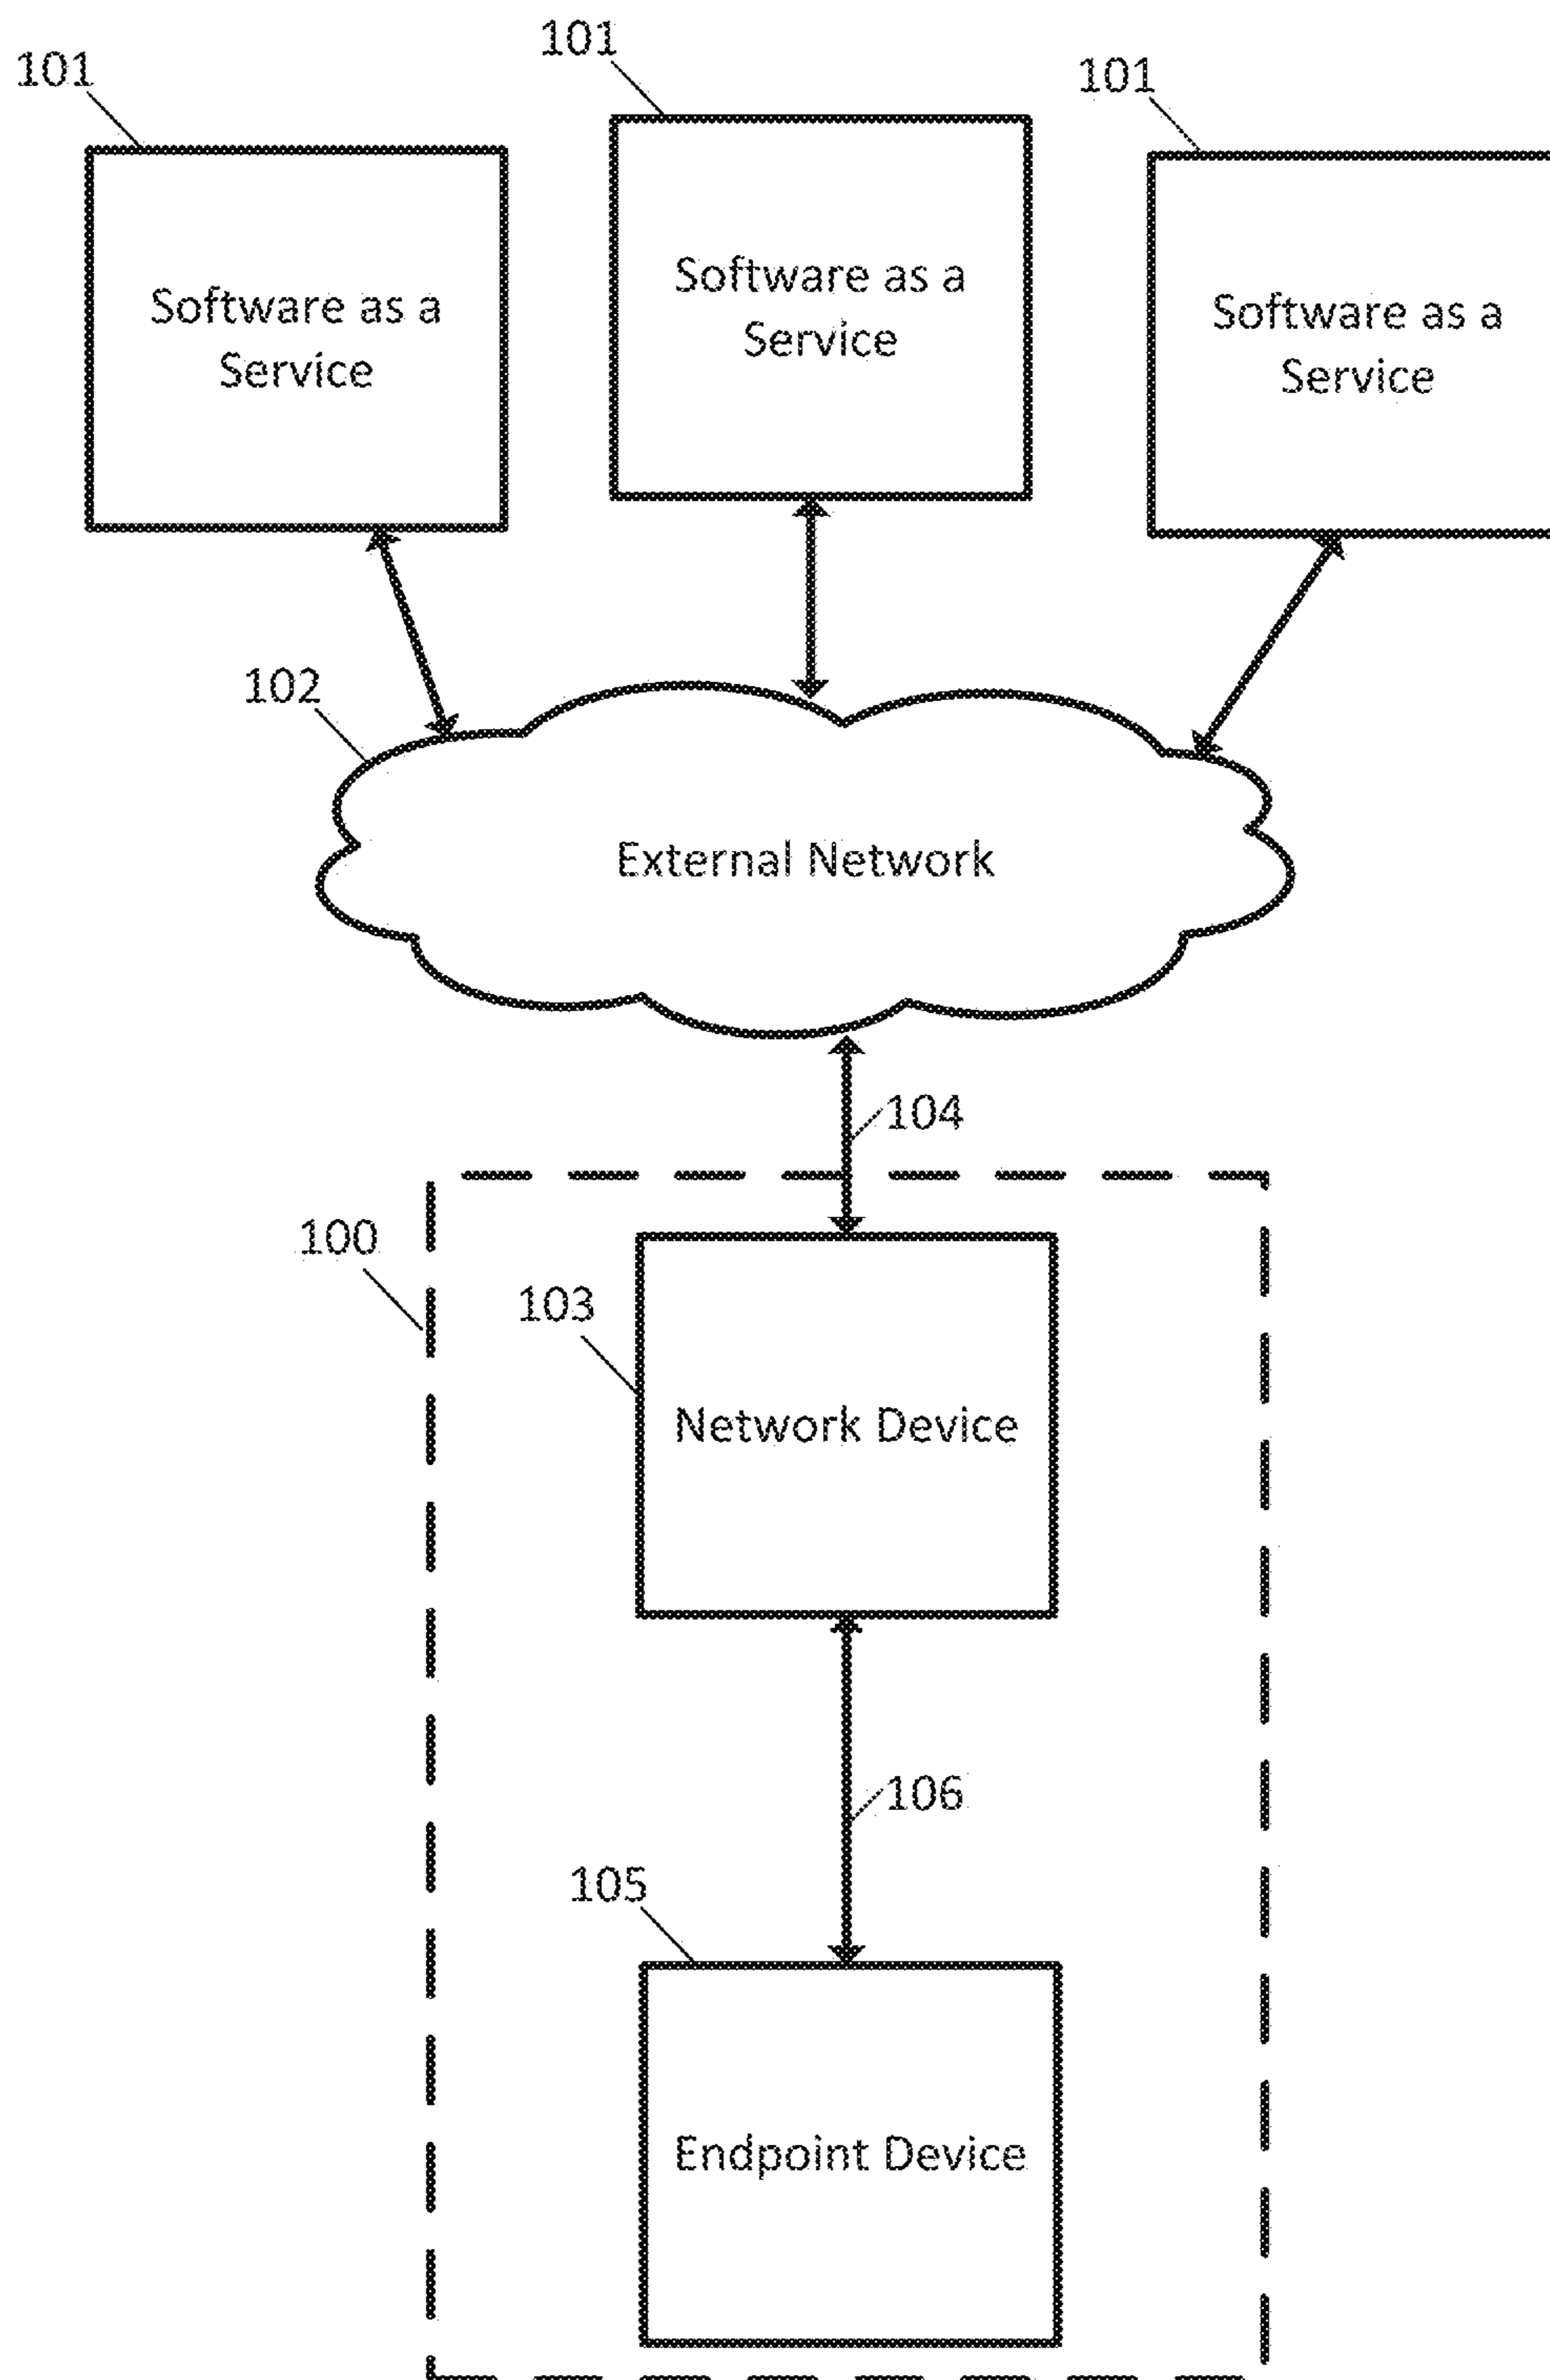 101
101
101
Software as a
Service
Software as a
Service
Software as a
Service
102
External Network
104
100
103
Network Device
106
105
Endpoint Device